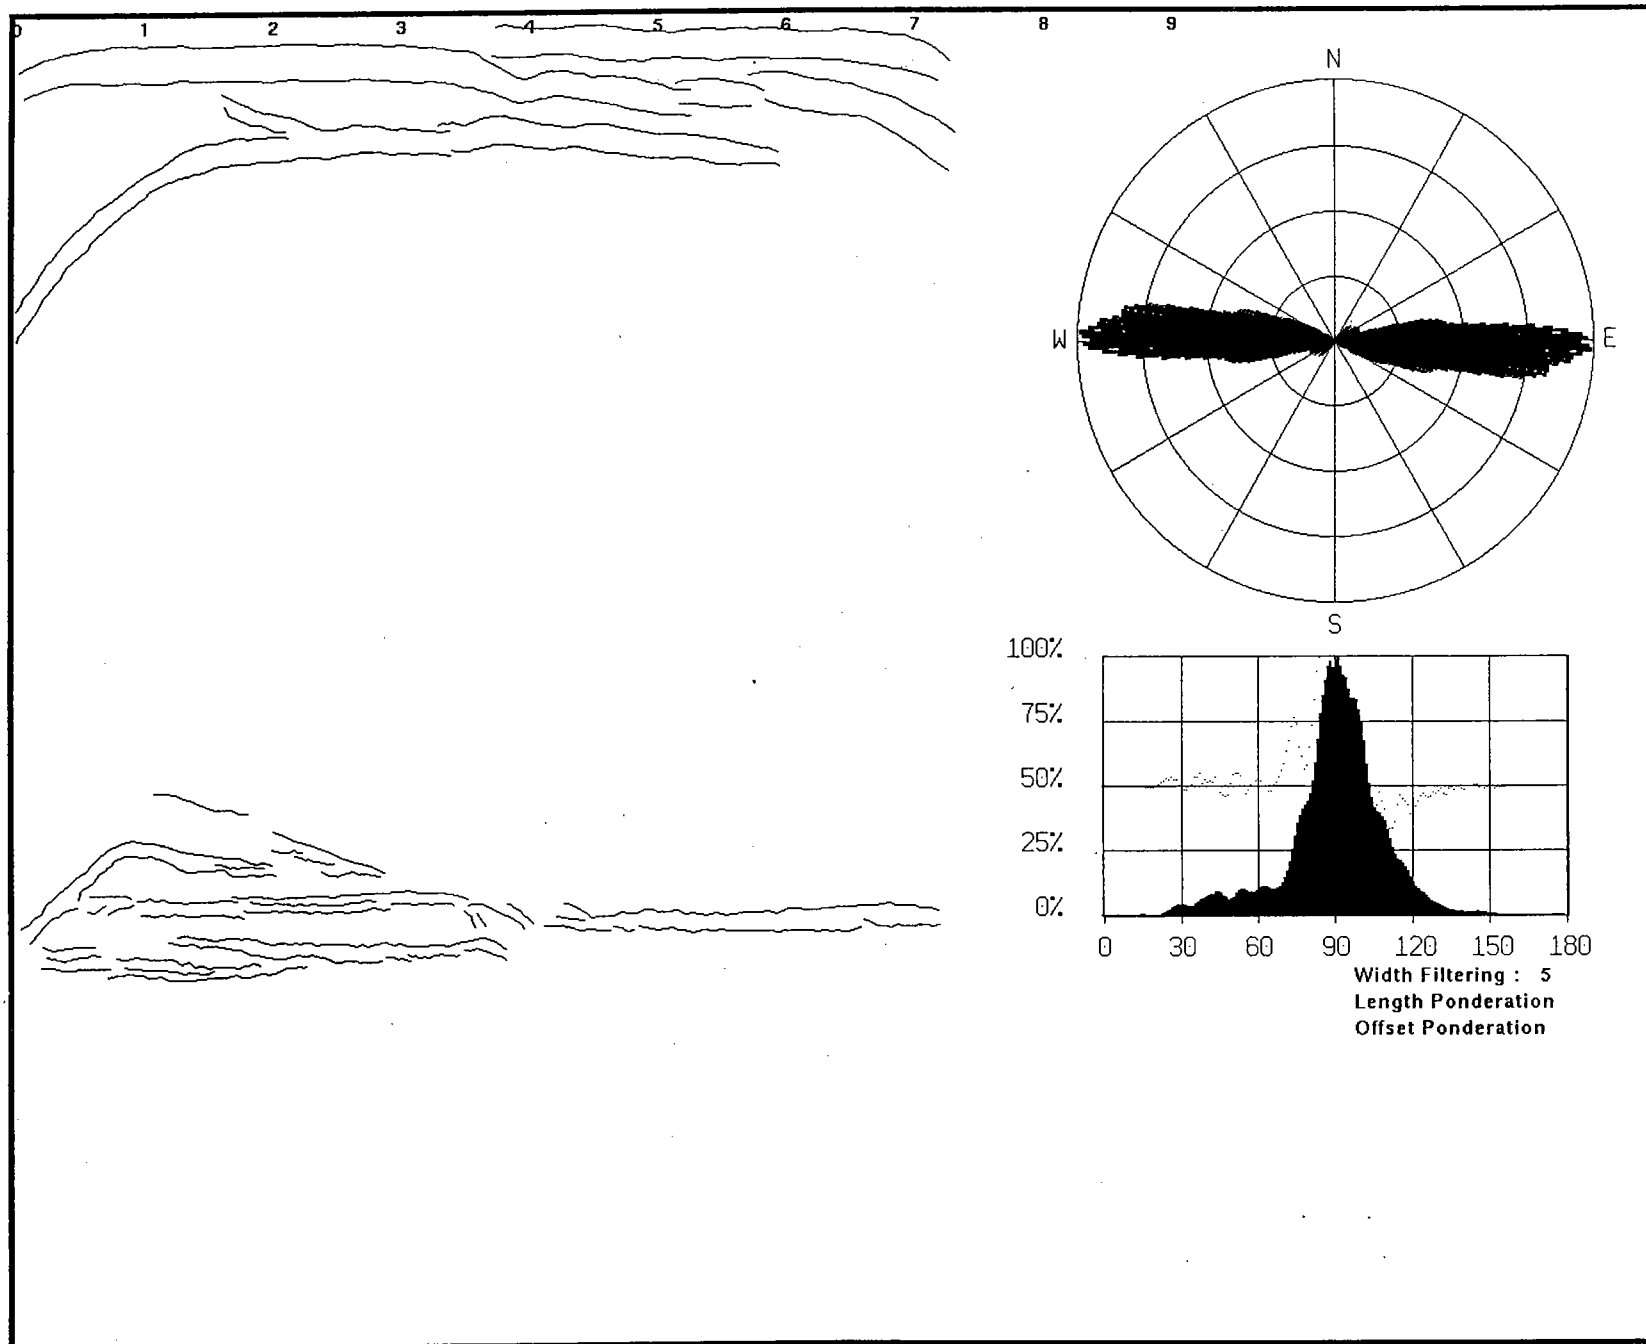 0 1 2 3 4 5 6 7 8 9
N
W E
S
100%
75%
50%
25%
0%
0 30 60 90 120 150 180
Width Filtering : 5
Length Ponderation
Offset Ponderation